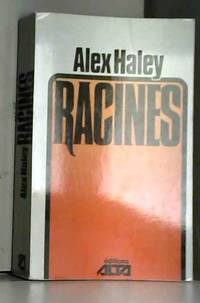 Alex Haley
RACINES
éditions
ALTA
Alex Haley RACINES